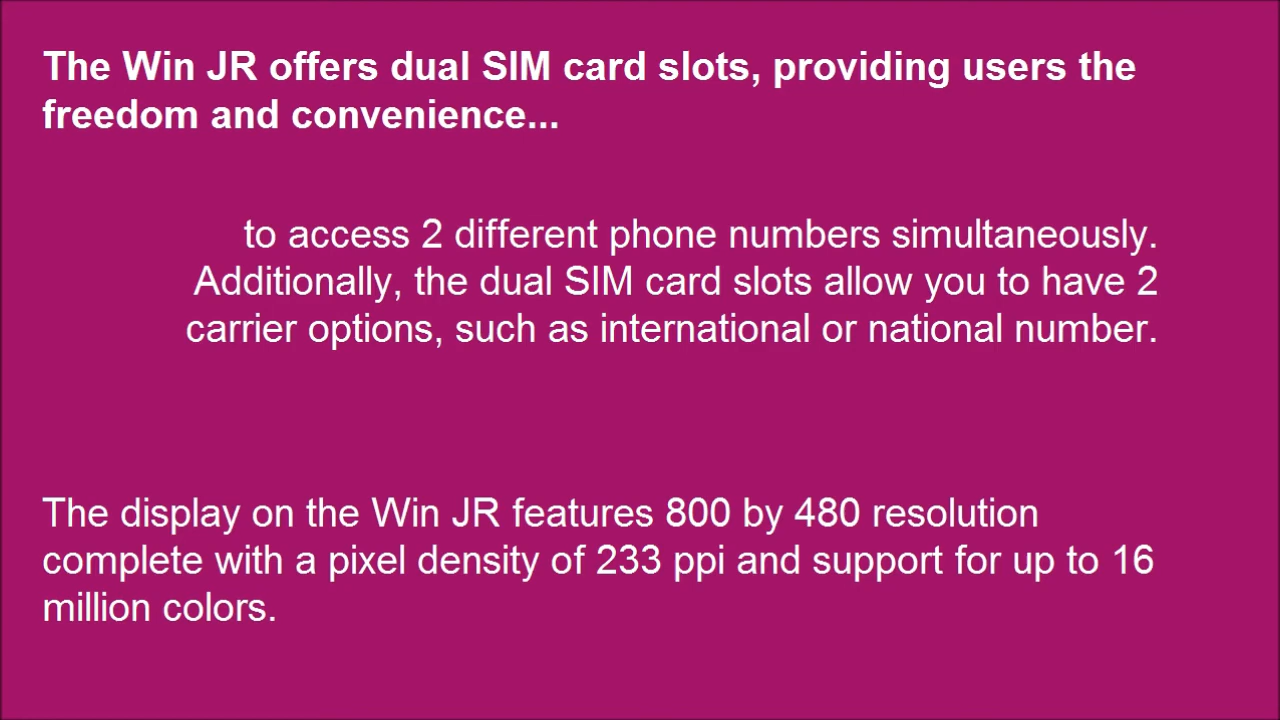 The Win JR offers dual SIM card slots, providing users the
freedom and convenience...
to access 2 different phone numbers simultaneously.
Additionally, the dual SIM card slots allow you to have 2
carrier options, such as international or national number.
The display on the Win JR features 800 by 480 resolution
complete with a pixel density of 233 ppi and support for up to 16
million colors.